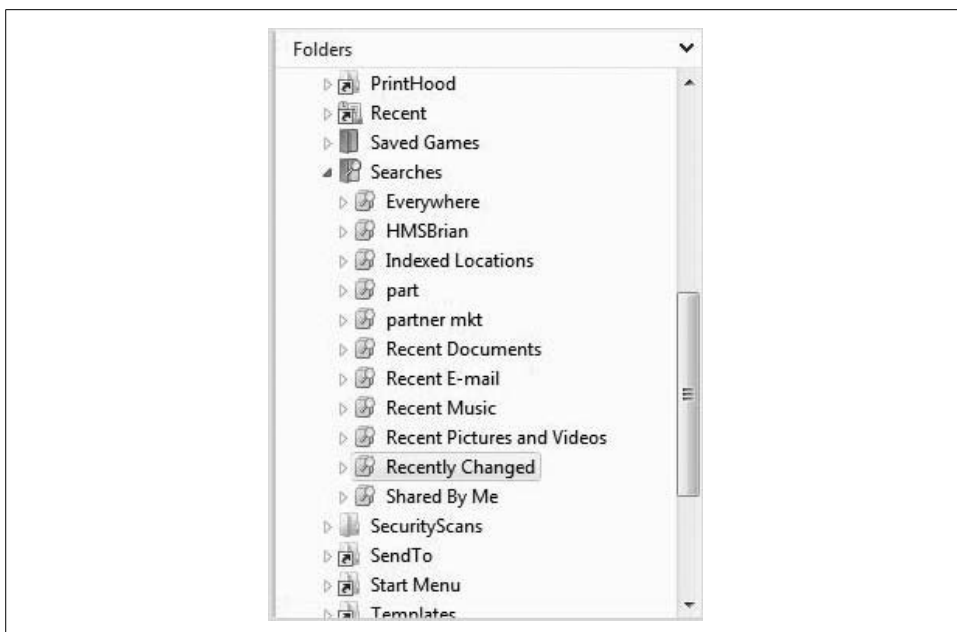 Folders
PrintHood
Recent
Saved Games
Searches
Everywhere
HMSBrian
Indexed Locations
part
partner mkt
Recent Documents
Recent E-mail
Recent Music
Recent Pictures and Videos
Recently Changed
Shared By Me
SecurityScans
SendTo
Start Menu
Templates